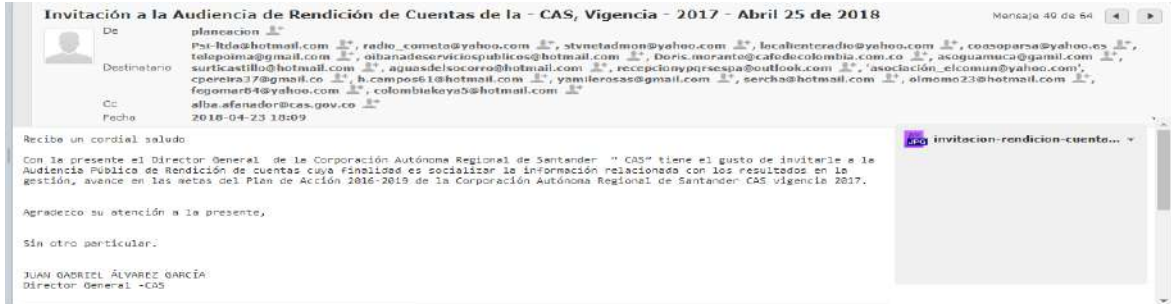 Invitación a la Audiencia de Rendición de Cuentas de la - CAS, Vigencia - 2017 - Abril 25 de 2018
Mensaje 49 de 64
De planeacion
Destinatario Psi-ltda@hotmail.com, radio_cometa@yahoo.com, stvnetadmon@yahoo.com, localienteradio@yahoo.com, coasoparsa@yahoo.es,
telepoima@gmail.com, oibanadeserviciospublicos@hotmail.com, Doris.morante@cafedecolombia.com.co, asoguamuca@gamil.com,
surticastillo@hotmail.com, aguasdelsocorro@hotmail.com, recepcionypqrsespa@outlook.com, 'asociación_elcomun@yahoo.com',
cpereira37@gmail.co, h.campos61@hotmail.com, yamilerosas@gmail.com, sercha@hotmail.com, olmomo23@hotmail.com,
fegomar64@yahoo.com, colombiakaya5@hotmail.com
Cc alba.afanador@cas.gov.co
Fecha 2018-04-23 18:09
Reciba un cordial saludo
Con la presente el Director General de la Corporación Autónoma Regional de Santander " CAS" tiene el gusto de invitarle a la
Audiencia Pública de Rendición de cuentas cuya finalidad es socializar la información relacionada con los resultados en la
gestión, avance en las metas del Plan de Acción 2016-2019 de la Corporación Autónoma Regional de Santander CAS vigencia 2017.
Agradezco su atención a la presente,
Sin otro particular.
JUAN GABRIEL ÁLVAREZ GARCÍA
Director General -CAS
JPG invitacion-rendicion-cuenta...